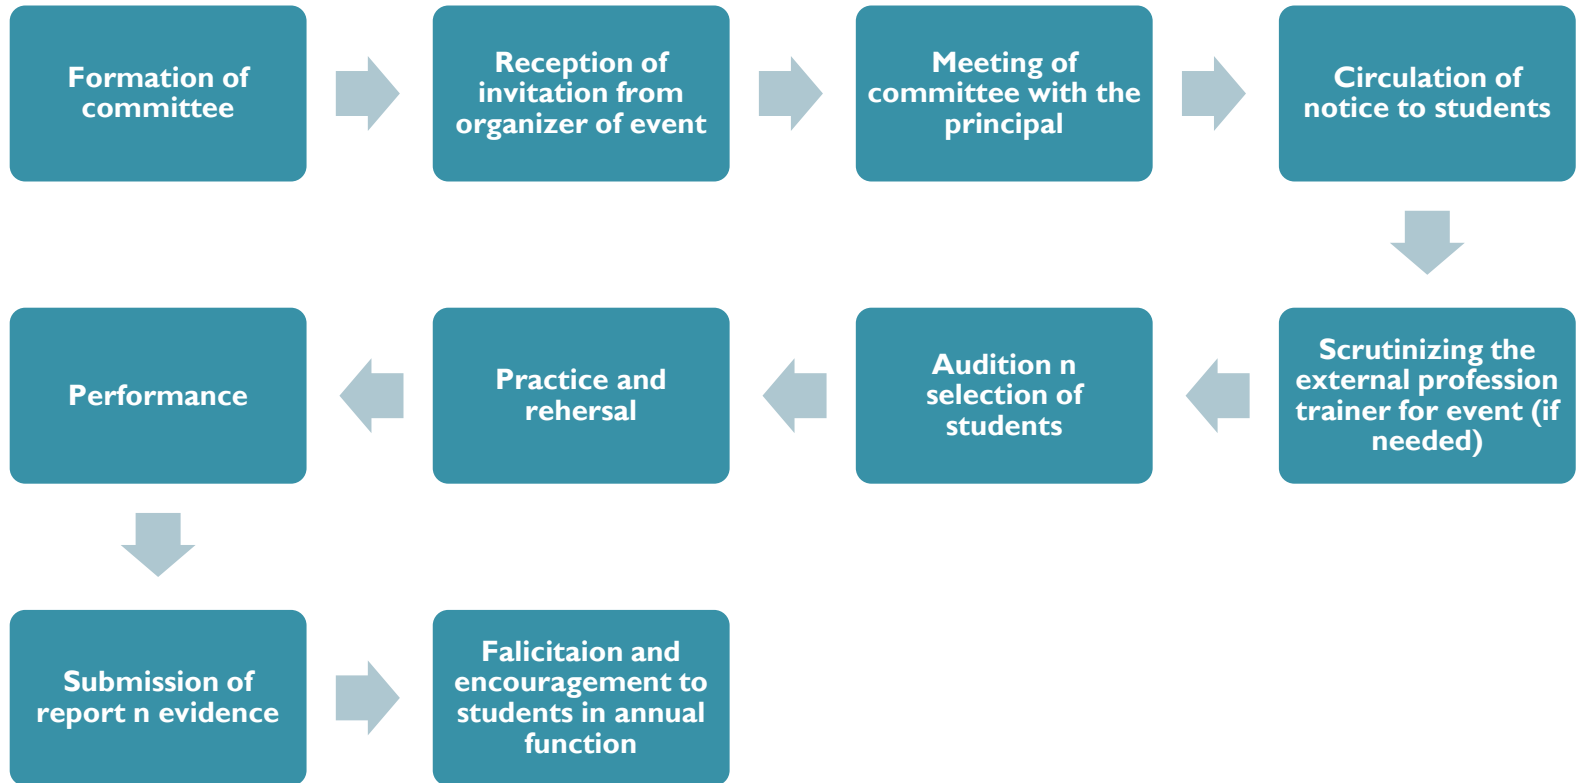 Formation of
committee
Reception of
invitation from
organizer of event
Meeting of
committee with the
principal
Circulation of
notice to students
Scrutinizing the
external profession
trainer for event (if
needed)
Audition n
selection of
students
Practice and
rehersal
Performance
Submission of
report n evidence
Falicitaion and
encouragement to
students in annual
function